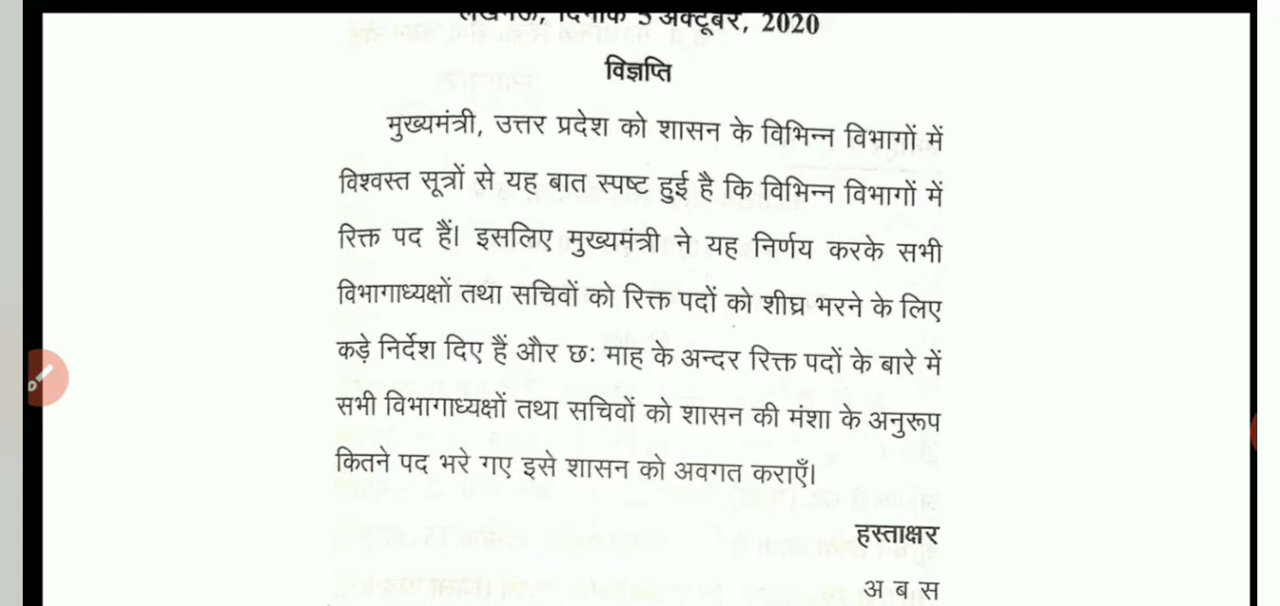 लखनऊ, दिनांक 5 अक्टूबर, 2020
विज्ञप्ति
मुख्यमंत्री, उत्तर प्रदेश को शासन के विभिन्न विभागों में
विश्वस्त सूत्रों से यह बात स्पष्ट हुई है कि विभिन्न विभागों में
रिक्त पद हैं। इसलिए मुख्यमंत्री ने यह निर्णय करके सभी
विभागाध्यक्षों तथा सचिवों को रिक्त पदों को शीघ्र भरने के लिए
कड़े निर्देश दिए हैं और छः माह के अन्दर रिक्त पदों के बारे में
सभी विभागाध्यक्षों तथा सचिवों को शासन की मंशा के अनुरूप
कितने पद भरे गए इसे शासन को अवगत कराएँ।
हस्ताक्षर
अ ब स